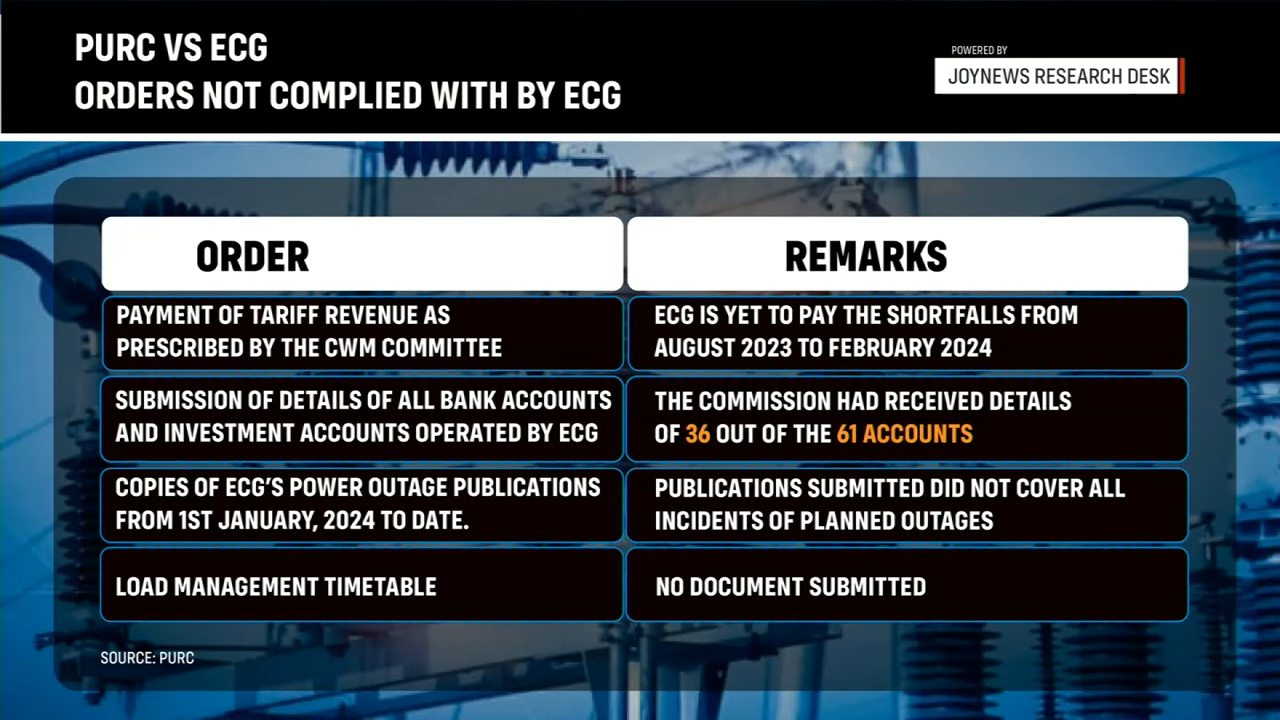 PURC VS ECG
ORDERS NOT COMPLIED WITH BY ECG
POWERED BY
JOYNEWS RESEARCH DESK
ORDER
REMARKS
PAYMENT OF TARIFF REVENUE AS
PRESCRIBED BY THE CWM COMMITTEE
ECG IS YET TO PAY THE SHORTFALLS FROM
AUGUST 2023 TO FEBRUARY 2024
SUBMISSION OF DETAILS OF ALL BANK ACCOUNTS
AND INVESTMENT ACCOUNTS OPERATED BY ECG
THE COMMISSION HAD RECEIVED DETAILS
OF 36 OUT OF THE 61 ACCOUNTS
COPIES OF ECG'S POWER OUTAGE PUBLICATIONS
FROM 1ST JANUARY, 2024 TO DATE.
PUBLICATIONS SUBMITTED DID NOT COVER ALL
INCIDENTS OF PLANNED OUTAGES
LOAD MANAGEMENT TIMETABLE
NO DOCUMENT SUBMITTED
SOURCE: PURC